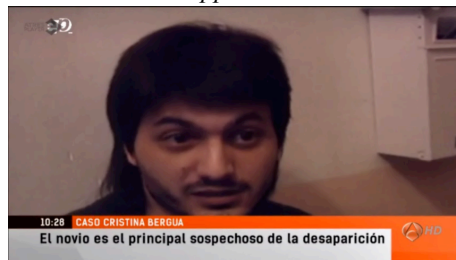 10:28 CASO CRISTINA BERGUA
El novio es el principal sospechoso de la desaparición
HD